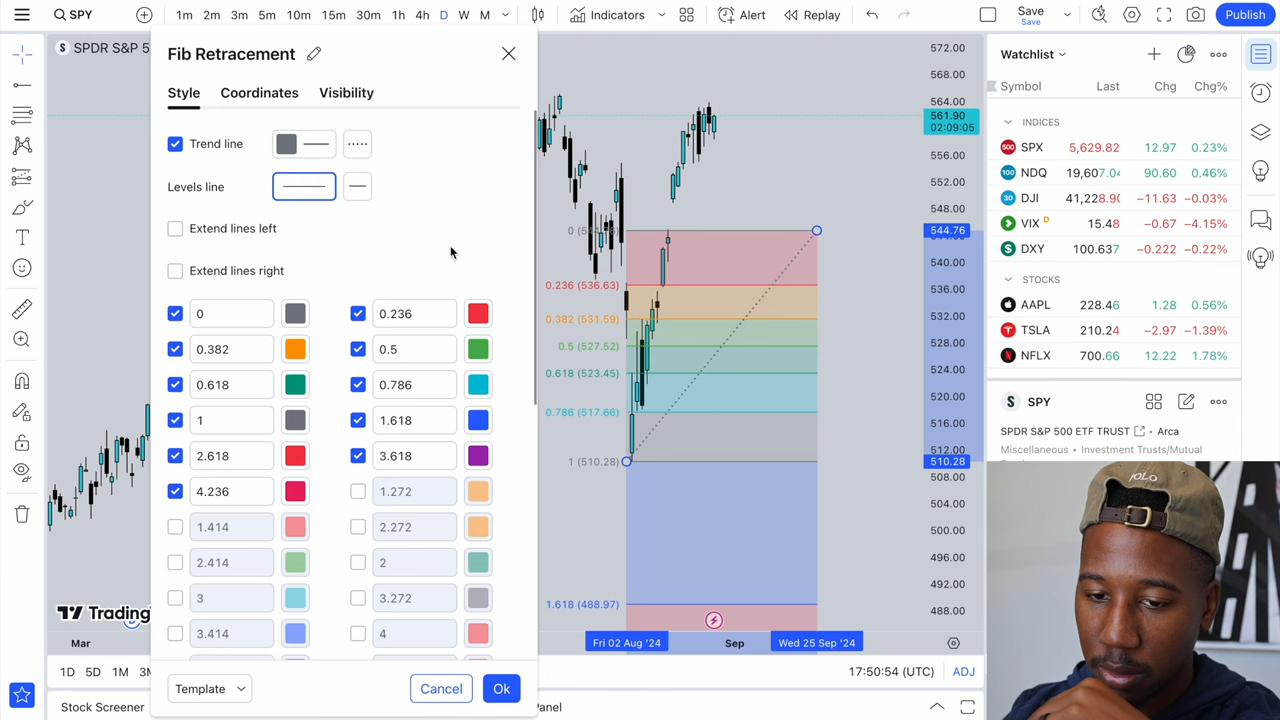 SPY
1m 2m 3m 5m 10m 15m 30m 1h 4h D W M
Indicators
Alert
Replay
Save
Save
Publish
SPDR S&P 5
Fib Retracement
Style Coordinates Visibility
Trend line
Levels line
Extend lines left
Extend lines right
0 0.236
0.382 0.5
0.618 0.786
1 1.618
2.618 3.618
4.236 1.272
1.414 2.272
2.414 2
3 3.272
3.414 4
Template
Cancel
Ok
0.236 (536.63)
0.382 (531.59)
0.5 (527.52)
0.618 (523.45)
0.786 (517.66)
1 (510.28)
1.618 (488.97)
572.00
568.00
564.00
561.90
02:09:05
556.00
552.00
548.00
544.76
540.00
536.00
532.00
528.00
524.00
520.00
516.00
512.00
510.28
508.00
504.00
500.00
496.00
492.00
488.00
Trading
Mar
Fri 02 Aug '24
Sep
Wed 25 Sep '24
1D 5D 1M
17:50:54 (UTC)
ADJ
Stock Screener
Panel
Watchlist
Symbol Last Chg Chg%
INDICES
500 SPX 5,629.82 12.97 0.23%
100 NDQ 19,607.04 90.60 0.46%
30 DJI 41,228.90 −11.63 −0.03%
VIX D 15.48 −0.67 −4.15%
DXY 100.637 −0.222 −0.22%
STOCKS
AAPL 228.46 1.28 0.56%
TSLA 210.24 −2.97 −1.39%
NFLX 700.66 12.22 1.78%
S SPY
SPDR S&P 500 ETF TRUST • Arca
Miscellaneous • Investment Trusts/Mutual